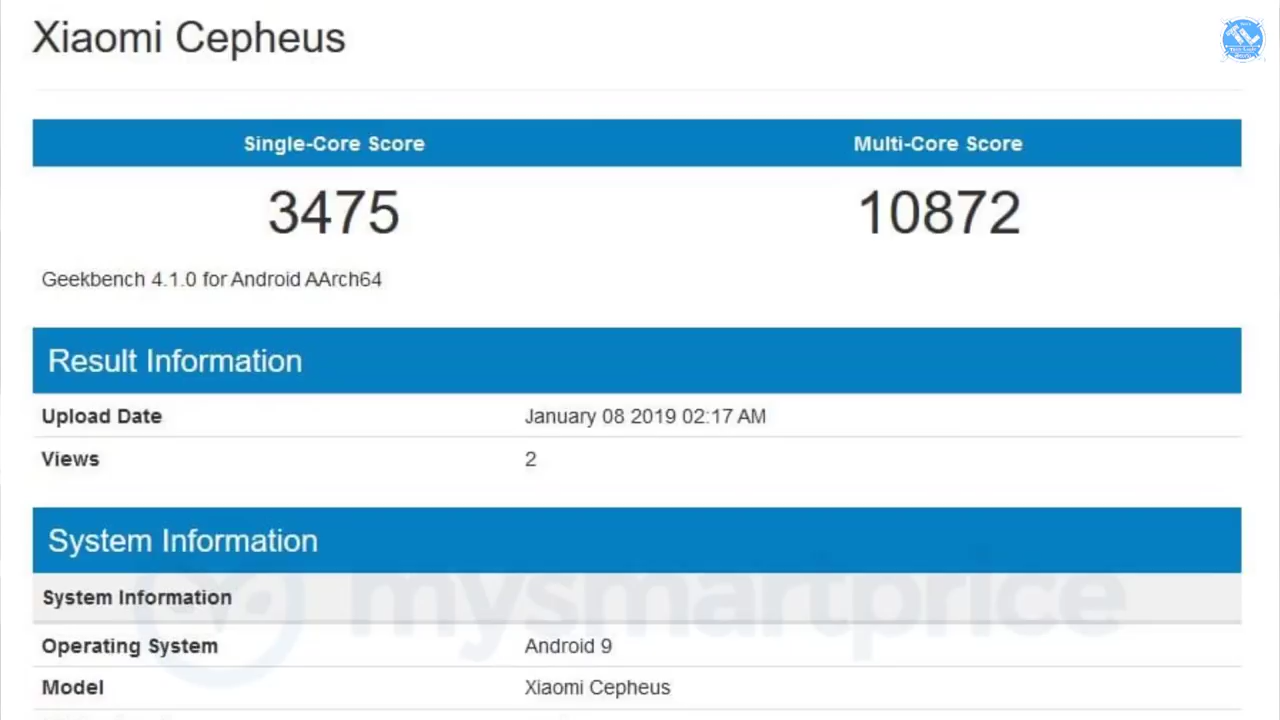 Xiaomi Cepheus
Single-Core Score Multi-Core Score
3475 10872
Geekbench 4.1.0 for Android AArch64
Result Information
Upload Date January 08 2019 02:17 AM
Views 2
System Information
mysmartprice
System Information
Operating System Android 9
Model Xiaomi Cepheus